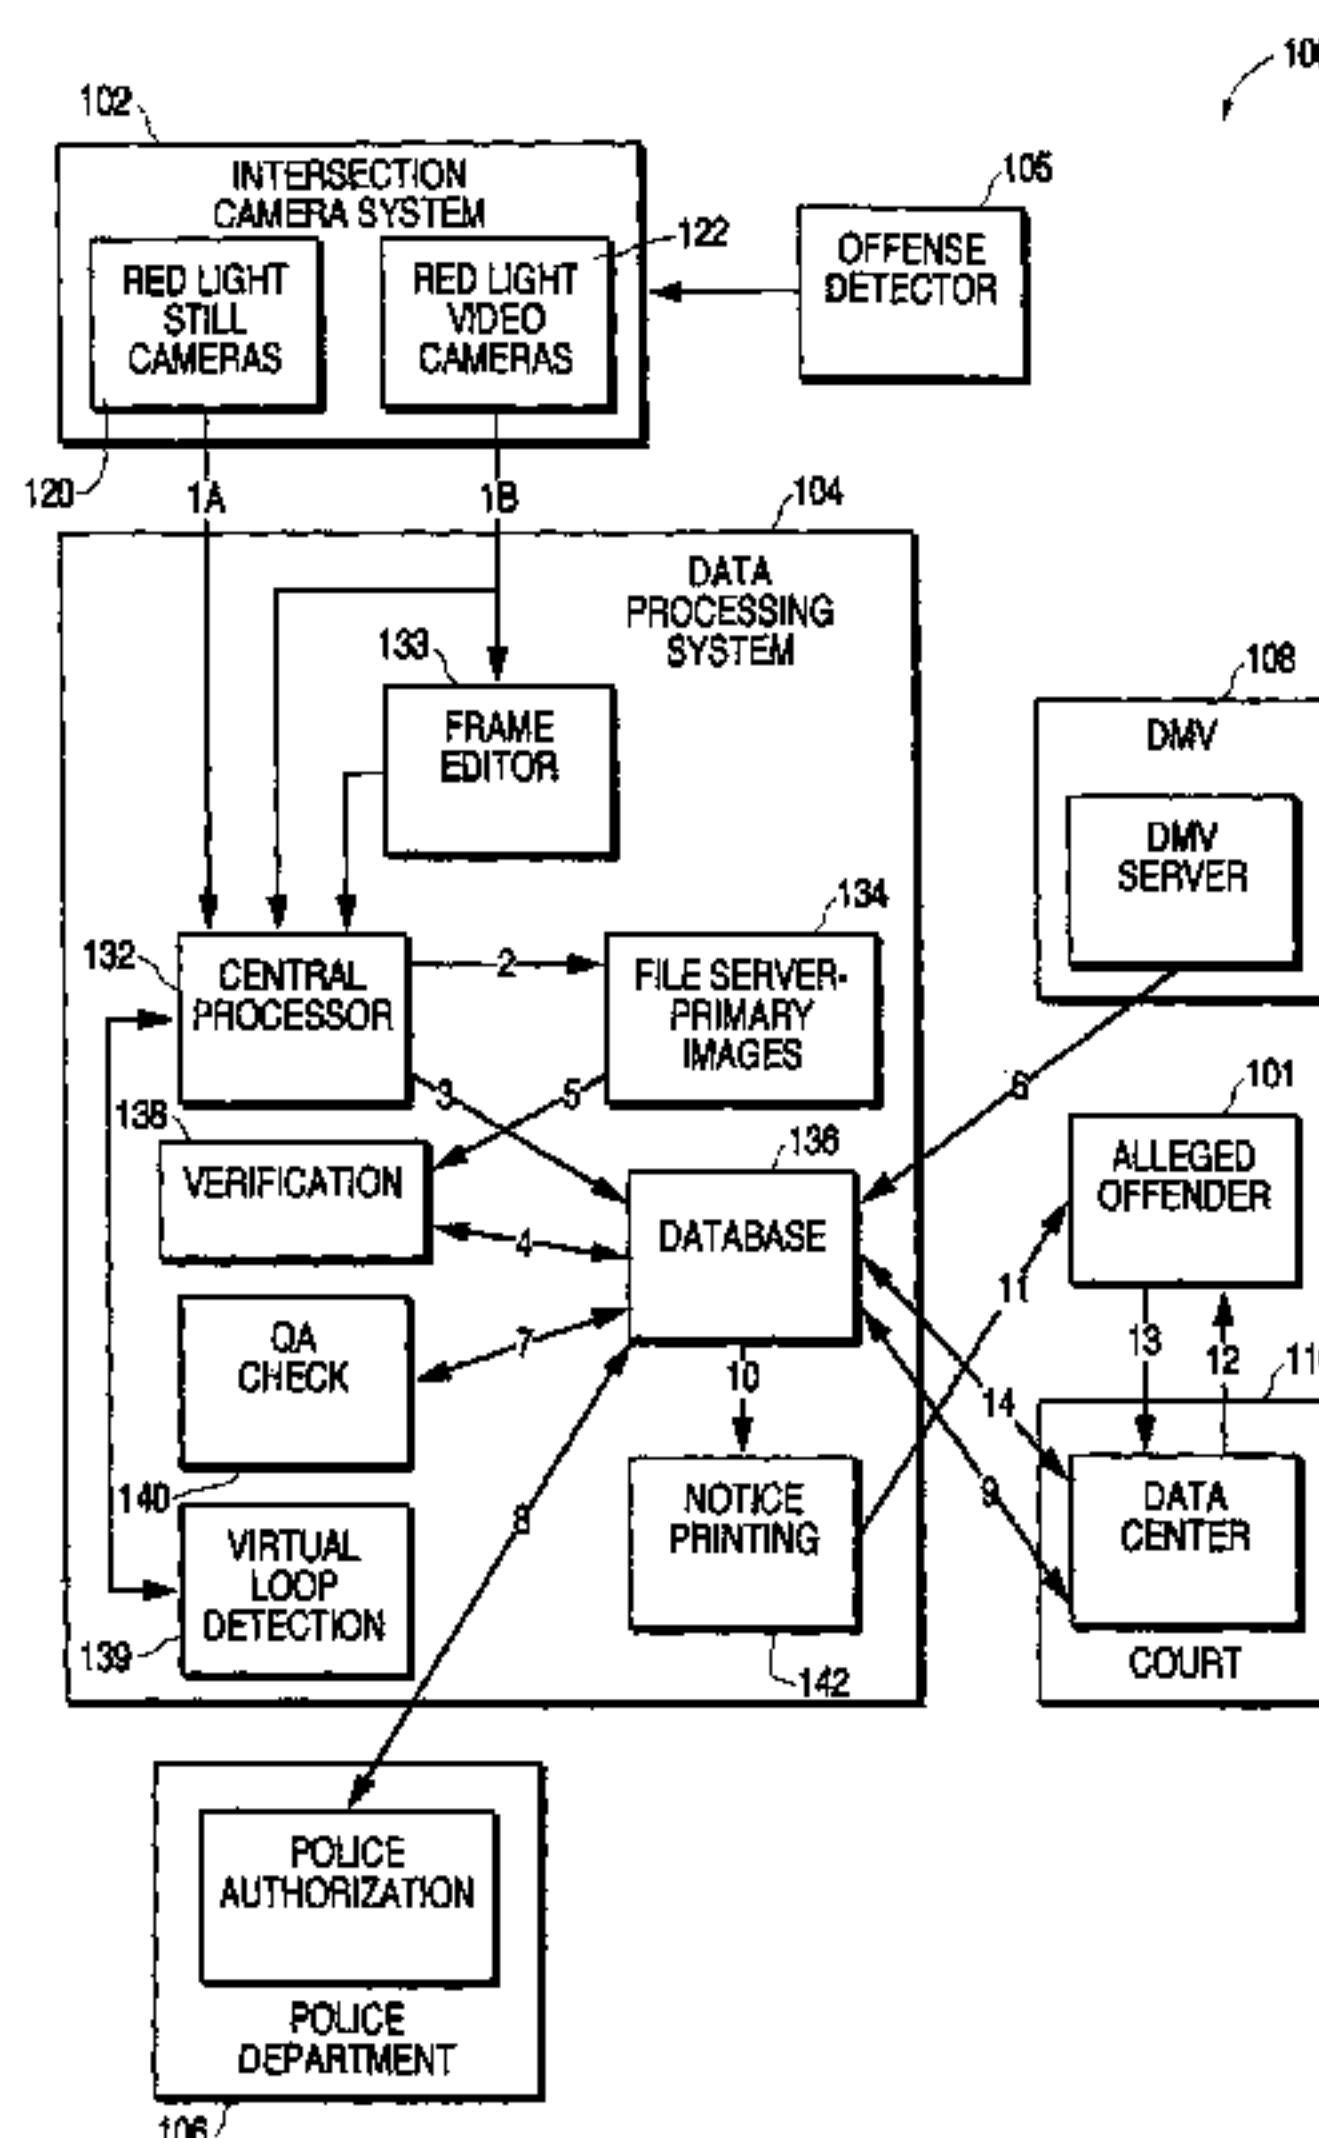 102
INTERSECTION
CAMERA SYSTEM
105
122
RED LIGHT
STILL
CAMERAS
RED LIGHT
VIDEO
CAMERAS
OFFENSE
DETECTOR
120
1A
1B
104
DATA
PROCESSING
SYSTEM
133
FRAME
EDITOR
108
DMV
DMV
SERVER
134
132
CENTRAL
PROCESSOR
2
FILE SERVER-
PRIMARY
IMAGES
3
5
6
101
138
VERIFICATION
136
DATABASE
ALLEGED
OFFENDER
4
11
QA
CHECK
7
10
13
12
14
140
8
9
NOTICE
PRINTING
DATA
CENTER
VIRTUAL
LOOP
DETECTION
139
142
COURT
POLICE
AUTHORIZATION
POLICE
DEPARTMENT
106